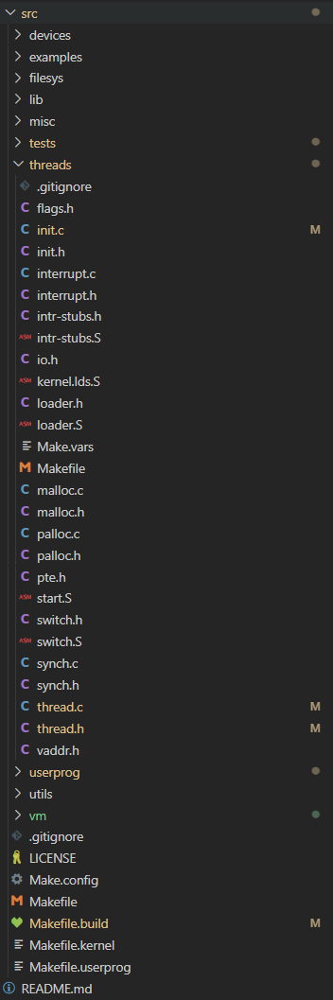 src
devices
examples
filesys
lib
misc
tests
threads
.gitignore
C flags.h
C init.c M
C init.h
C interrupt.c
C interrupt.h
C intr-stubs.h
ASM intr-stubs.S
C io.h
ASM kernel.lds.S
C loader.h
ASM loader.S
Make.vars
M Makefile
C malloc.c
C malloc.h
C palloc.c
C palloc.h
C pte.h
ASM start.S
C switch.h
ASM switch.S
C synch.c
C synch.h
C thread.c M
C thread.h M
C vaddr.h
userprog
utils
vm
.gitignore
LICENSE
Make.config
M Makefile
Makefile.build M
Makefile.kernel
Makefile.userprog
README.md